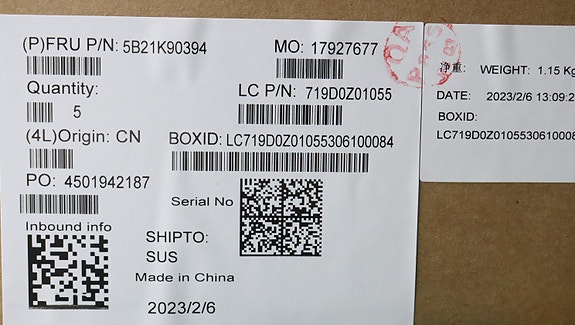 (P)FRU P/N: 5B21K90394
MO: 17927677
Quantity:
5
LC P/N: 719D0Z01055
(4L)Origin: CN
BOXID: LC719D0Z01055306100084
PO: 4501942187
Serial No
Inbound info
SHIPTO:
SUS
Made in China
2023/2/6
QA
净重: WEIGHT: 1.15 Kg
DATE: 2023/2/6 13:09:2
BOXID:
LC719D0Z0105530610008